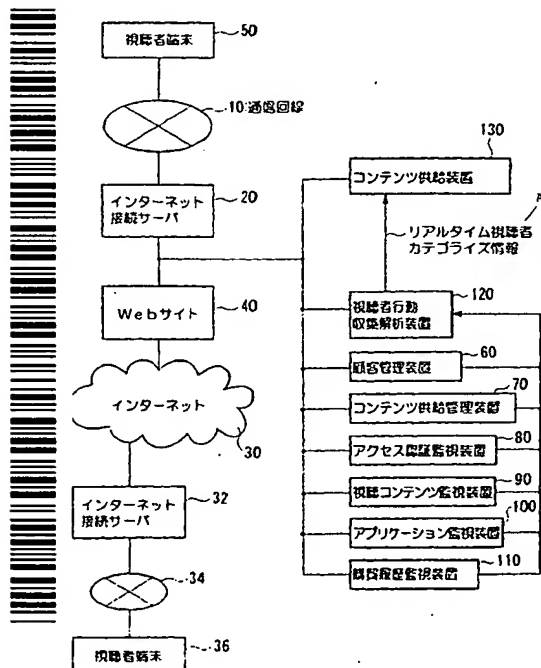 50
視聴者端末
10:通信回線
130
20
コンテンツ供給装置
インターネット
接続サーバ
リアルタイム視聴者
カテゴライズ情報
40
120
Webサイト
視聴者行動
収集解析装置
60
顧客管理装置
70
インターネット
コンテンツ供給管理装置
30
80
アクセス認証監視装置
32
90
インターネット
接続サーバ
視聴コンテンツ監視装置
100
アプリケーション監視装置
34
110
購買履歴監視装置
36
視聴者端末